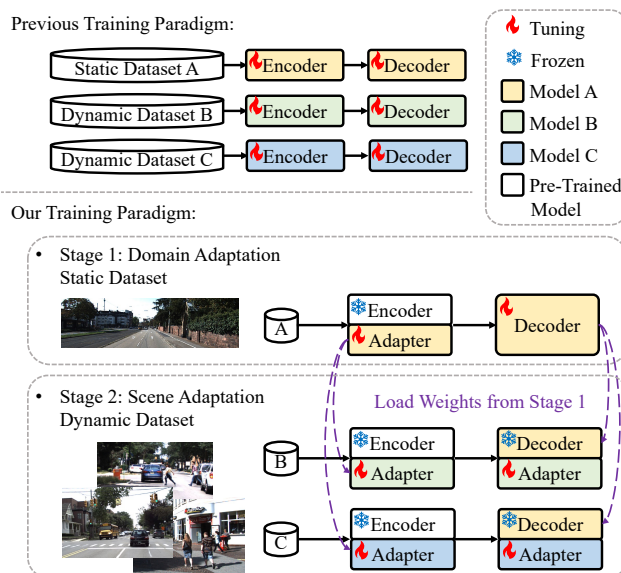 Previous Training Paradigm:
Static Dataset A
Encoder
Decoder
Dynamic Dataset B
Encoder
Decoder
Dynamic Dataset C
Encoder
Decoder
Tuning
Frozen
Model A
Model B
Model C
Pre-Trained
Model
Our Training Paradigm:
• Stage 1: Domain Adaptation
Static Dataset
A
Encoder
Adapter
Decoder
• Stage 2: Scene Adaptation
Dynamic Dataset
Load Weights from Stage 1
B
Encoder
Adapter
Decoder
Adapter
C
Encoder
Adapter
Decoder
Adapter